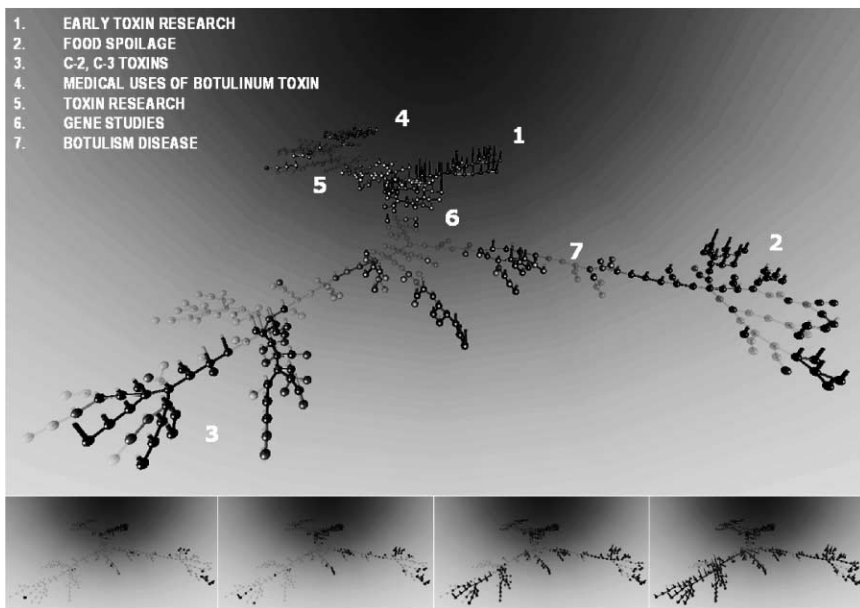 1. EARLY TOXIN RESEARCH
2. FOOD SPOILAGE
3. C-2, C-3 TOXINS
4 MEDICAL USES OF BOTULINUM TOXIN
5. TOXIN RESEARCH
6. GENE STUDIES
7. BOTULISM DISEASE
4
1
5
6
2
7
3